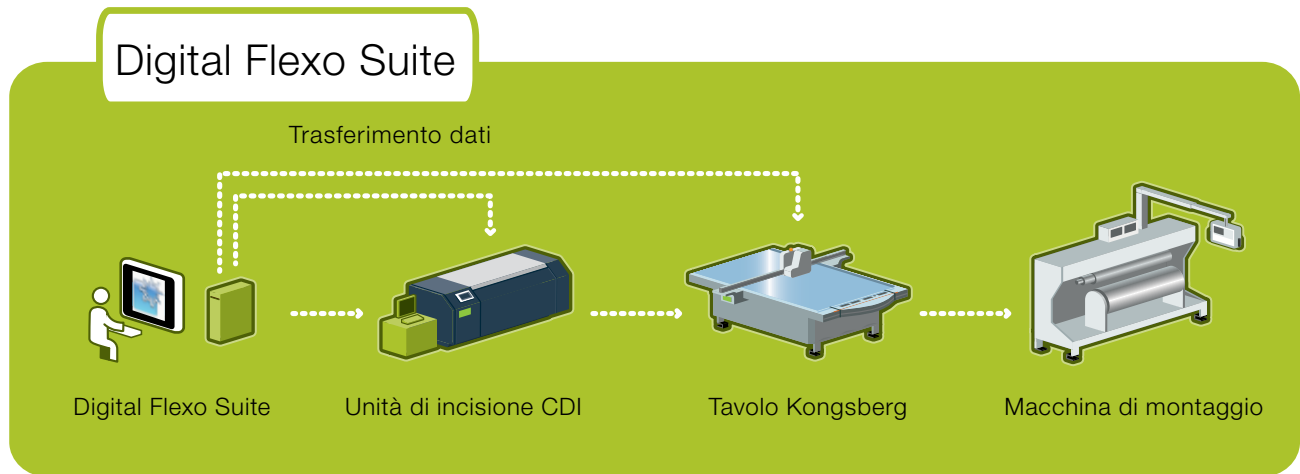 Digital Flexo Suite
Trasferimento dati
Digital Flexo Suite
Unità di incisione CDI
Tavolo Kongsberg
Macchina di montaggio